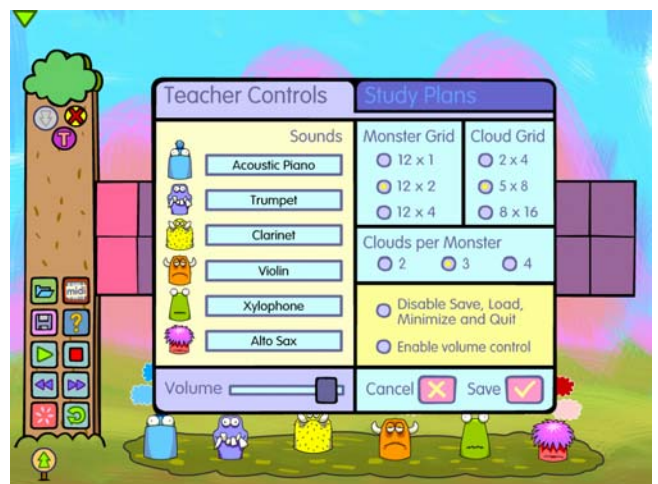 Teacher Controls
Study Plans
Sounds
Acoustic Piano
Trumpet
Clarinet
Violin
Xylophone
Alto Sax
Monster Grid
12 x 1
12 x 2
12 x 4
Cloud Grid
2 x 4
5 x 8
8 x 16
Clouds per Monster
2 3 4
Disable Save, Load,
Minimize and Quit
Enable volume control
Volume
Cancel
Save
T
midi
?